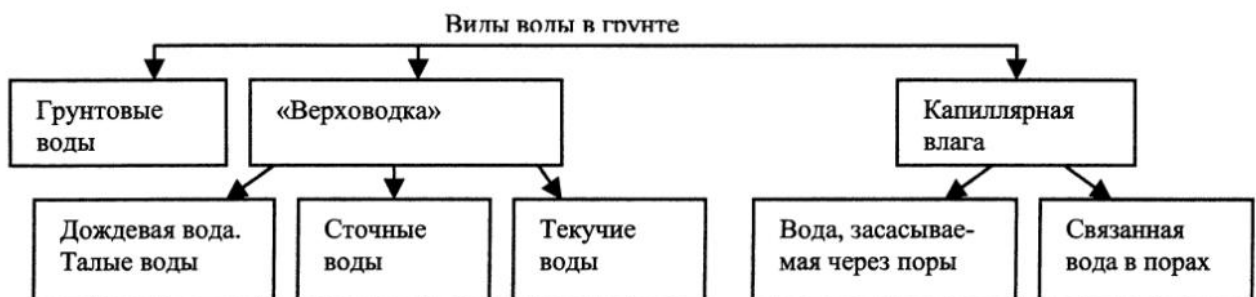 Виды воды в грунте
Грунтовые
воды
«Верховодка»
Капиллярная
влага
Дождевая вода.
Талые воды
Сточные
воды
Текучие
воды
Вода, засасывае-
мая через поры
Связанная
вода в порах